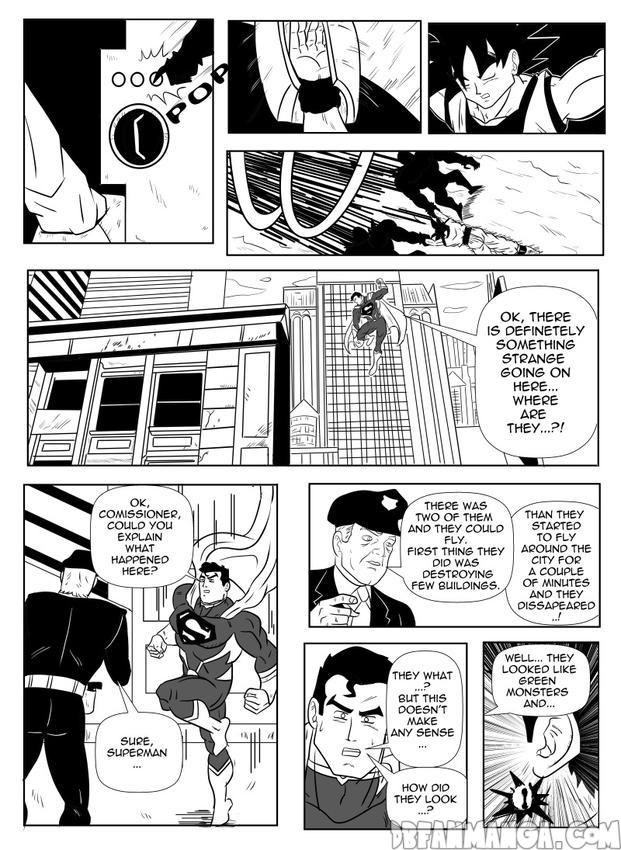 POP
OK, THERE
IS DEFINETELY
SOMETHING
STRANGE
GOING ON
HERE...
WHERE
ARE
THEY...?!
OK,
COMISSIONER,
COULD YOU
EXPLAIN
WHAT
HAPPENED
HERE?
SURE,
SUPERMAN
...
THERE WAS
TWO OF THEM
AND THEY COULD
FLY.
FIRST THING THEY
DID WAS
DESTROYING
FEW BUILDINGS.
THAN THEY
STARTED
TO FLY
AROUND THE
CITY FOR
A COUPLE
OF MINUTES
AND THEY
DISSAPEARED
..!
THEY WHAT
...?
BUT THIS
DOESN'T
MAKE
ANY SENSE
...
HOW DID
THEY LOOK
...?
WELL... THEY
LOOKED LIKE
GREEN
MONSTERS
AND...
DBFANMANGA.COM